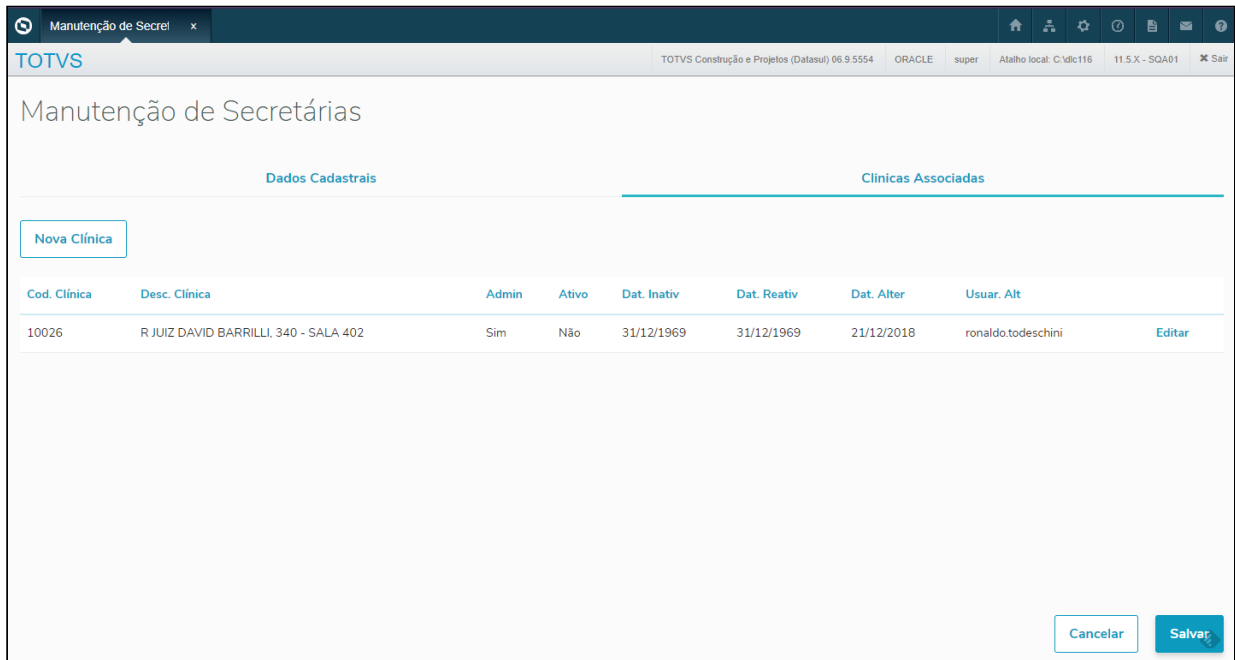 Manutenção de Secret x
TOTVS
TOTVS Construção e Projetos (Datasul) 06.9.5554 ORACLE super Atalho local: C:\dlc116 11.5.X - SQA01 Sair
Manutenção de Secretárias
Dados Cadastrais Clinicas Associadas
Nova Clínica
Cod. Clínica Desc. Clínica Admin Ativo Dat. Inativ Dat. Reativ Dat. Alter Usuar. Alt
10026 R JUIZ DAVID BARRILLI, 340 - SALA 402 Sim Não 31/12/1969 31/12/1969 21/12/2018 ronaldo.todeschini Editar
Cancelar Salvar